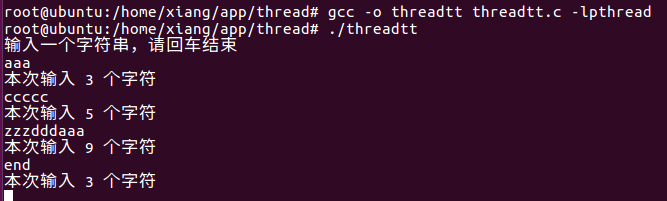 root@ubuntu:/home/xiang/app/thread# gcc -o threadtt threadtt.c -lpthread
root@ubuntu:/home/xiang/app/thread# ./threadtt
输入一个字符串，请回车结束
aaa
本次输入 3 个字符
ccccc
本次输入 5 个字符
zzzdddaaa
本次输入 9 个字符
end
本次输入 3 个字符